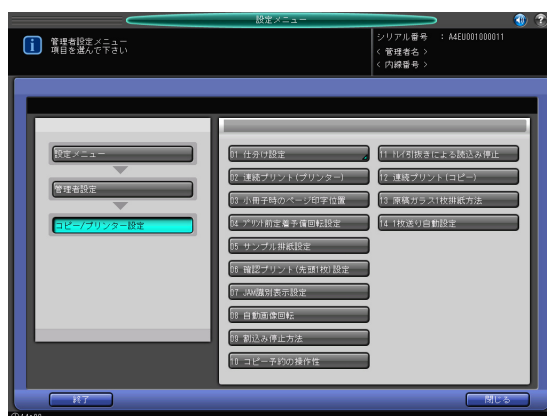 設定メニュー
管理者設定メニュー
項目を選んで下さい
シリアル番号 : A4EU001000011
< 管理者名 >
< 内線番号 >
設定メニュー
管理者設定
コピー/プリンター設定
01 仕分け設定
02 連続プリント(プリンター)
03 小冊子時のページ印字位置
04 プリント前定着予備回転設定
05 サンプル排紙設定
06 確認プリント(先頭1枚)設定
07 JAM識別表示設定
08 自動画像回転
09 割込み停止方法
10 コピー予約の操作性
11 トレイ引抜きによる読込み停止
12 連続プリント(コピー)
13 原稿ガラス1枚排紙方法
14 1枚送り自動設定
終了
閉じる